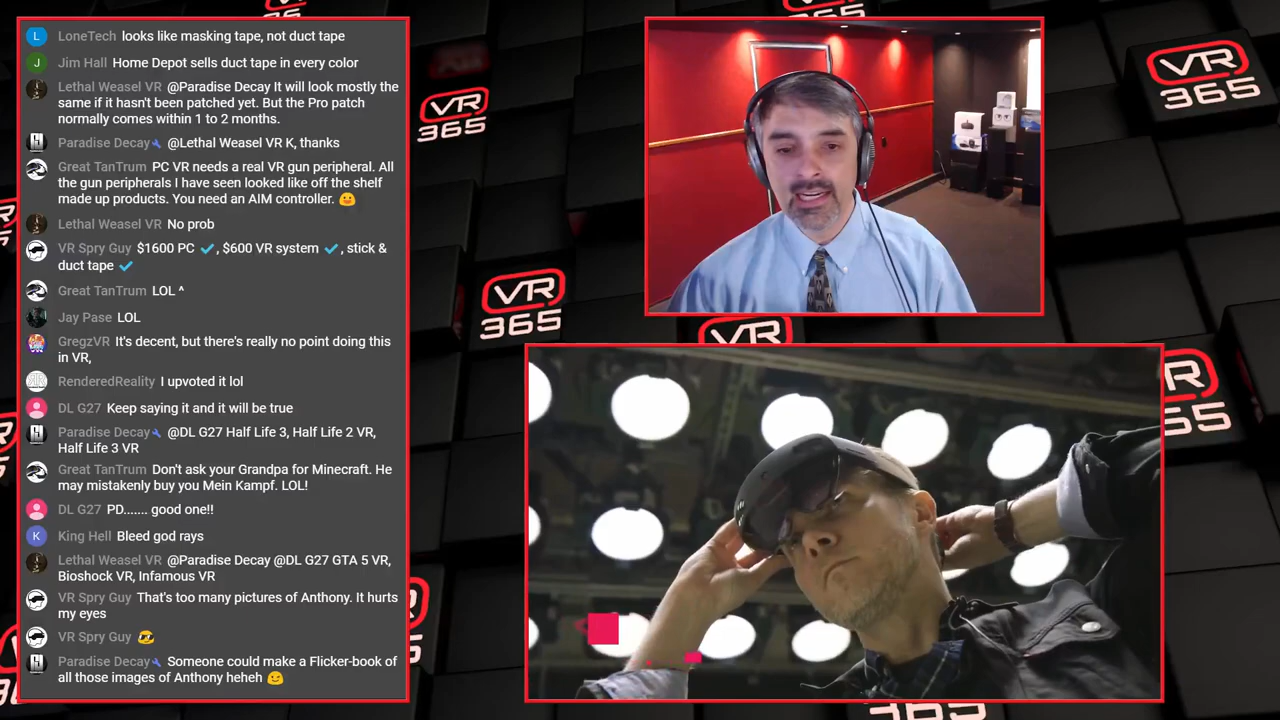 L LoneTech looks like masking tape, not duct tape
J Jim Hall Home Depot sells duct tape in every color
Lethal Weasel VR @Paradise Decay It will look mostly the
same if it hasn't been patched yet. But the Pro patch
normally comes within 1 to 2 months.
Paradise Decay @Lethal Weasel VR K, thanks
Great TanTrum PC VR needs a real VR gun peripheral. All
the gun peripherals I have seen looked like off the shelf
made up products. You need an AIM controller. 😛
Lethal Weasel VR No prob
VR Spry Guy $1600 PC ✓, $600 VR system ✓, stick &
duct tape ✓
Great TanTrum LOL ^
Jay Pase LOL
GregzVR It's decent, but there's really no point doing this
in VR,
RenderedReality I upvoted it lol
DL G27 Keep saying it and it will be true
Paradise Decay @DL G27 Half Life 3, Half Life 2 VR,
Half Life 3 VR
Great TanTrum Don't ask your Grandpa for Minecraft. He
may mistakenly buy you Mein Kampf. LOL!
DL G27 PD....... good one!!
K King Hell Bleed god rays
Lethal Weasel VR @Paradise Decay @DL G27 GTA 5 VR,
Bioshock VR, Infamous VR
VR Spry Guy That's too many pictures of Anthony. It hurts
my eyes
VR Spry Guy 🤓
Paradise Decay Someone could make a Flicker-book of
all those images of Anthony heheh 😉
VR
365
VR
365
VR
365
VR
VR
365
365